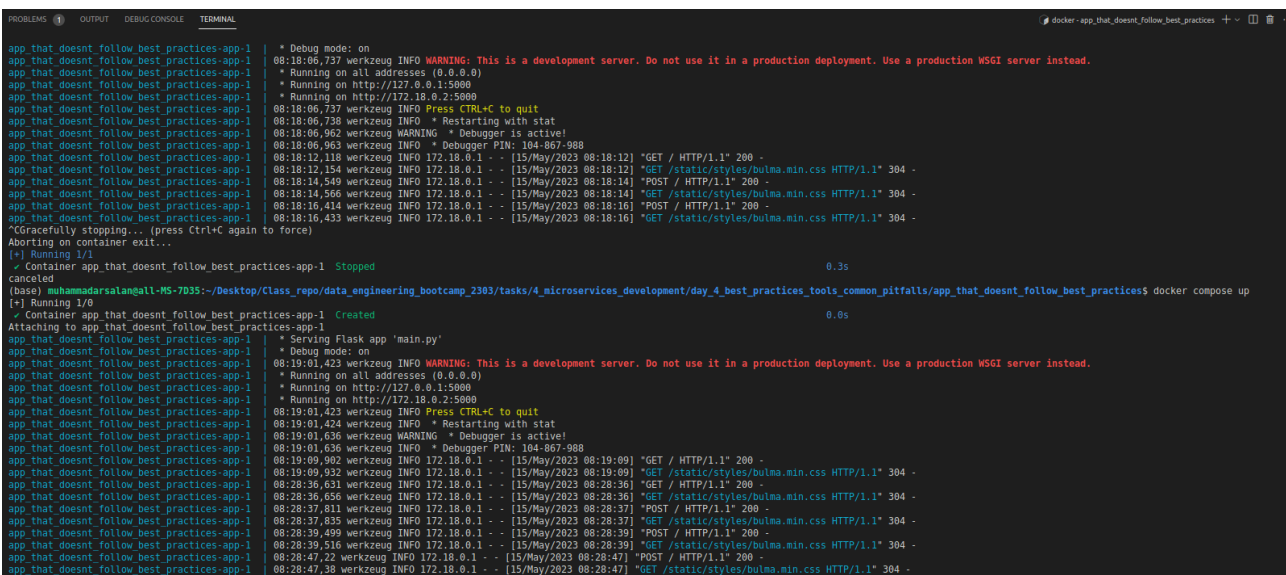 PROBLEMS 1 OUTPUT DEBUG CONSOLE TERMINAL docker - app_that_doesnt_follow_best_practices
app_that_doesnt_follow_best_practices-app-1 | * Debug mode: on
app_that_doesnt_follow_best_practices-app-1 | 08:18:06,737 werkzeug INFO WARNING: This is a development server. Do not use it in a production deployment. Use a production WSGI server instead.
app_that_doesnt_follow_best_practices-app-1 | * Running on all addresses (0.0.0.0)
app_that_doesnt_follow_best_practices-app-1 | * Running on http://127.0.0.1:5000
app_that_doesnt_follow_best_practices-app-1 | * Running on http://172.18.0.2:5000
app_that_doesnt_follow_best_practices-app-1 | 08:18:06,737 werkzeug INFO Press CTRL+C to quit
app_that_doesnt_follow_best_practices-app-1 | 08:18:06,738 werkzeug INFO * Restarting with stat
app_that_doesnt_follow_best_practices-app-1 | 08:18:06,962 werkzeug WARNING * Debugger is active!
app_that_doesnt_follow_best_practices-app-1 | 08:18:06,963 werkzeug INFO * Debugger PIN: 104-867-988
app_that_doesnt_follow_best_practices-app-1 | 08:18:12,118 werkzeug INFO 172.18.0.1 - - [15/May/2023 08:18:12] "GET / HTTP/1.1" 200 -
app_that_doesnt_follow_best_practices-app-1 | 08:18:12,154 werkzeug INFO 172.18.0.1 - - [15/May/2023 08:18:12] "GET /static/styles/bulma.min.css HTTP/1.1" 304 -
app_that_doesnt_follow_best_practices-app-1 | 08:18:14,549 werkzeug INFO 172.18.0.1 - - [15/May/2023 08:18:14] "POST / HTTP/1.1" 200 -
app_that_doesnt_follow_best_practices-app-1 | 08:18:14,566 werkzeug INFO 172.18.0.1 - - [15/May/2023 08:18:14] "GET /static/styles/bulma.min.css HTTP/1.1" 304 -
app_that_doesnt_follow_best_practices-app-1 | 08:18:16,414 werkzeug INFO 172.18.0.1 - - [15/May/2023 08:18:16] "POST / HTTP/1.1" 200 -
app_that_doesnt_follow_best_practices-app-1 | 08:18:16,433 werkzeug INFO 172.18.0.1 - - [15/May/2023 08:18:16] "GET /static/styles/bulma.min.css HTTP/1.1" 304 -
^CGracefully stopping... (press Ctrl+C again to force)
Aborting on container exit...
[+] Running 1/1
✔ Container app_that_doesnt_follow_best_practices-app-1 Stopped 0.3s
canceled
(base) muhammadarsalan@all-MS-7D35:~/Desktop/Class_repo/data_engineering_bootcamp_2303/tasks/4_microservices_development/day_4_best_practices_tools_common_pitfalls/app_that_doesnt_follow_best_practices$ docker compose up
[+] Running 1/0
✔ Container app_that_doesnt_follow_best_practices-app-1 Created 0.0s
Attaching to app_that_doesnt_follow_best_practices-app-1
app_that_doesnt_follow_best_practices-app-1 | * Serving Flask app 'main.py'
app_that_doesnt_follow_best_practices-app-1 | * Debug mode: on
app_that_doesnt_follow_best_practices-app-1 | 08:19:01,423 werkzeug INFO WARNING: This is a development server. Do not use it in a production deployment. Use a production WSGI server instead.
app_that_doesnt_follow_best_practices-app-1 | * Running on all addresses (0.0.0.0)
app_that_doesnt_follow_best_practices-app-1 | * Running on http://127.0.0.1:5000
app_that_doesnt_follow_best_practices-app-1 | * Running on http://172.18.0.2:5000
app_that_doesnt_follow_best_practices-app-1 | 08:19:01,423 werkzeug INFO Press CTRL+C to quit
app_that_doesnt_follow_best_practices-app-1 | 08:19:01,424 werkzeug INFO * Restarting with stat
app_that_doesnt_follow_best_practices-app-1 | 08:19:01,636 werkzeug WARNING * Debugger is active!
app_that_doesnt_follow_best_practices-app-1 | 08:19:01,636 werkzeug INFO * Debugger PIN: 104-867-988
app_that_doesnt_follow_best_practices-app-1 | 08:19:09,902 werkzeug INFO 172.18.0.1 - - [15/May/2023 08:19:09] "GET / HTTP/1.1" 200 -
app_that_doesnt_follow_best_practices-app-1 | 08:19:09,932 werkzeug INFO 172.18.0.1 - - [15/May/2023 08:19:09] "GET /static/styles/bulma.min.css HTTP/1.1" 304 -
app_that_doesnt_follow_best_practices-app-1 | 08:28:36,631 werkzeug INFO 172.18.0.1 - - [15/May/2023 08:28:36] "GET / HTTP/1.1" 200 -
app_that_doesnt_follow_best_practices-app-1 | 08:28:36,656 werkzeug INFO 172.18.0.1 - - [15/May/2023 08:28:36] "GET /static/styles/bulma.min.css HTTP/1.1" 304 -
app_that_doesnt_follow_best_practices-app-1 | 08:28:37,811 werkzeug INFO 172.18.0.1 - - [15/May/2023 08:28:37] "POST / HTTP/1.1" 200 -
app_that_doesnt_follow_best_practices-app-1 | 08:28:37,835 werkzeug INFO 172.18.0.1 - - [15/May/2023 08:28:37] "GET /static/styles/bulma.min.css HTTP/1.1" 304 -
app_that_doesnt_follow_best_practices-app-1 | 08:28:39,499 werkzeug INFO 172.18.0.1 - - [15/May/2023 08:28:39] "POST / HTTP/1.1" 200 -
app_that_doesnt_follow_best_practices-app-1 | 08:28:39,516 werkzeug INFO 172.18.0.1 - - [15/May/2023 08:28:39] "GET /static/styles/bulma.min.css HTTP/1.1" 304 -
app_that_doesnt_follow_best_practices-app-1 | 08:28:47,22 werkzeug INFO 172.18.0.1 - - [15/May/2023 08:28:47] "POST / HTTP/1.1" 200 -
app_that_doesnt_follow_best_practices-app-1 | 08:28:47,38 werkzeug INFO 172.18.0.1 - - [15/May/2023 08:28:47] "GET /static/styles/bulma.min.css HTTP/1.1" 304 -